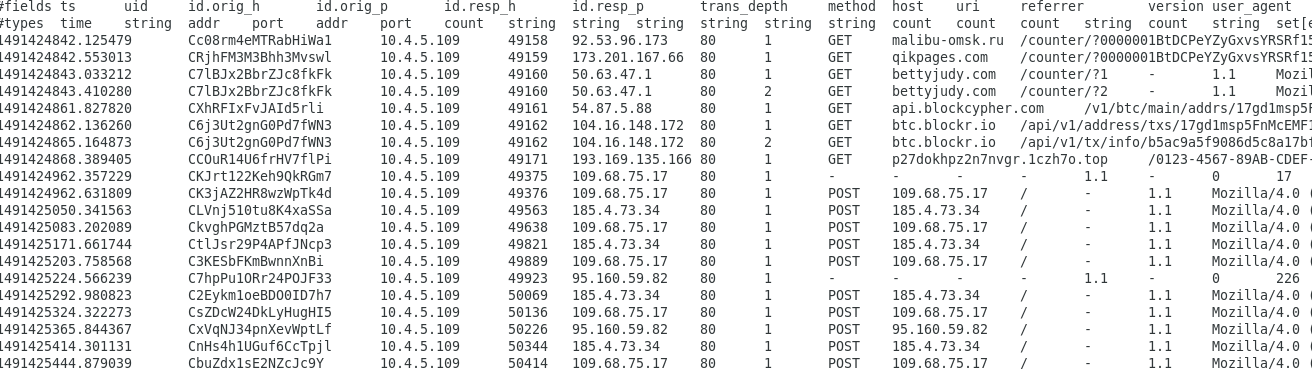 #fields ts uid id.orig_h id.orig_p id.resp_h id.resp_p trans_depth method host uri referrer version user_agent
#types time string addr port addr port count string string string string string count count count string count string set[e
1491424842.125479 Cc08rm4eMTRabHiWa1 10.4.5.109 49158 92.53.96.173 80 1 GET malibu-omsk.ru /counter/?0000001BtDCPeYZyGxvsYRSRf15
1491424842.553013 CRjhFM3M3Bhh3Mvswl 10.4.5.109 49159 173.201.167.66 80 1 GET qikpages.com /counter/?0000001BtDCPeYZyGxvsYRSRf15
1491424843.033212 C7lBJx2BbrZJc8fkFk 10.4.5.109 49160 50.63.47.1 80 1 GET bettyjudy.com /counter/?1 - 1.1 Mozil
1491424843.410280 C7lBJx2BbrZJc8fkFk 10.4.5.109 49160 50.63.47.1 80 2 GET bettyjudy.com /counter/?2 - 1.1 Mozil
1491424861.827820 CXhRFIxFvJAId5rli 10.4.5.109 49161 54.87.5.88 80 1 GET api.blockcypher.com /v1/btc/main/addrs/17gd1msp5F
1491424862.136260 C6j3Ut2gnG0Pd7fWN3 10.4.5.109 49162 104.16.148.172 80 1 GET btc.blockr.io /api/v1/address/txs/17gd1msp5FnMcEMF1
1491424865.164873 C6j3Ut2gnG0Pd7fWN3 10.4.5.109 49162 104.16.148.172 80 2 GET btc.blockr.io /api/v1/tx/info/b5ac9a5f9086d5c8a17bf
1491424868.389405 CCOuR14U6frHV7flPi 10.4.5.109 49171 193.169.135.166 80 1 GET p27dokhpz2n7nvgr.1czh7o.top /0123-4567-89AB-CDEF-
1491424962.357229 CKJrt122Keh9QkRGm7 10.4.5.109 49375 109.68.75.17 80 1 - - - - 1.1 - 0 17
1491424962.631809 CK3jAZ2HR8wzWpTk4d 10.4.5.109 49376 109.68.75.17 80 1 POST 109.68.75.17 / - 1.1 Mozilla/4.0 (
1491425050.341563 CLVnj510tu8K4xaSSa 10.4.5.109 49563 185.4.73.34 80 1 POST 185.4.73.34 / - 1.1 Mozilla/4.0 (
1491425083.202089 CkvghPGMztB57dq2a 10.4.5.109 49638 109.68.75.17 80 1 POST 109.68.75.17 / - 1.1 Mozilla/4.0 (
1491425171.661744 CtlJsr29P4APfJNcp3 10.4.5.109 49821 185.4.73.34 80 1 POST 185.4.73.34 / - 1.1 Mozilla/4.0 (
1491425203.758568 C3KESbFKmBwnnXnBi 10.4.5.109 49889 109.68.75.17 80 1 POST 109.68.75.17 / - 1.1 Mozilla/4.0 (
1491425224.566239 C7hpPu1ORr24POJF33 10.4.5.109 49923 95.160.59.82 80 1 - - - - 1.1 - 0 226
1491425292.980823 C2Eykm1oeBDO0ID7h7 10.4.5.109 50069 185.4.73.34 80 1 POST 185.4.73.34 / - 1.1 Mozilla/4.0 (
1491425324.322273 CsZDcW24DkLyHugHI5 10.4.5.109 50136 109.68.75.17 80 1 POST 109.68.75.17 / - 1.1 Mozilla/4.0 (
1491425365.844367 CxVqNJ34pnXevWptLf 10.4.5.109 50226 95.160.59.82 80 1 POST 95.160.59.82 / - 1.1 Mozilla/4.0 (
1491425414.301131 CnHs4h1UGuf6CcTpjl 10.4.5.109 50344 185.4.73.34 80 1 POST 185.4.73.34 / - 1.1 Mozilla/4.0 (
1491425444.879039 CbuZdx1sE2NZcJc9Y 10.4.5.109 50414 109.68.75.17 80 1 POST 109.68.75.17 / - 1.1 Mozilla/4.0 (